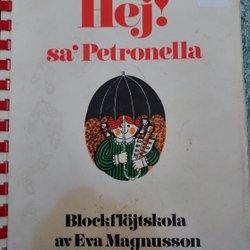 Hej!
sa' Petronella
Blockflöjtskola
av Eva Magnusson